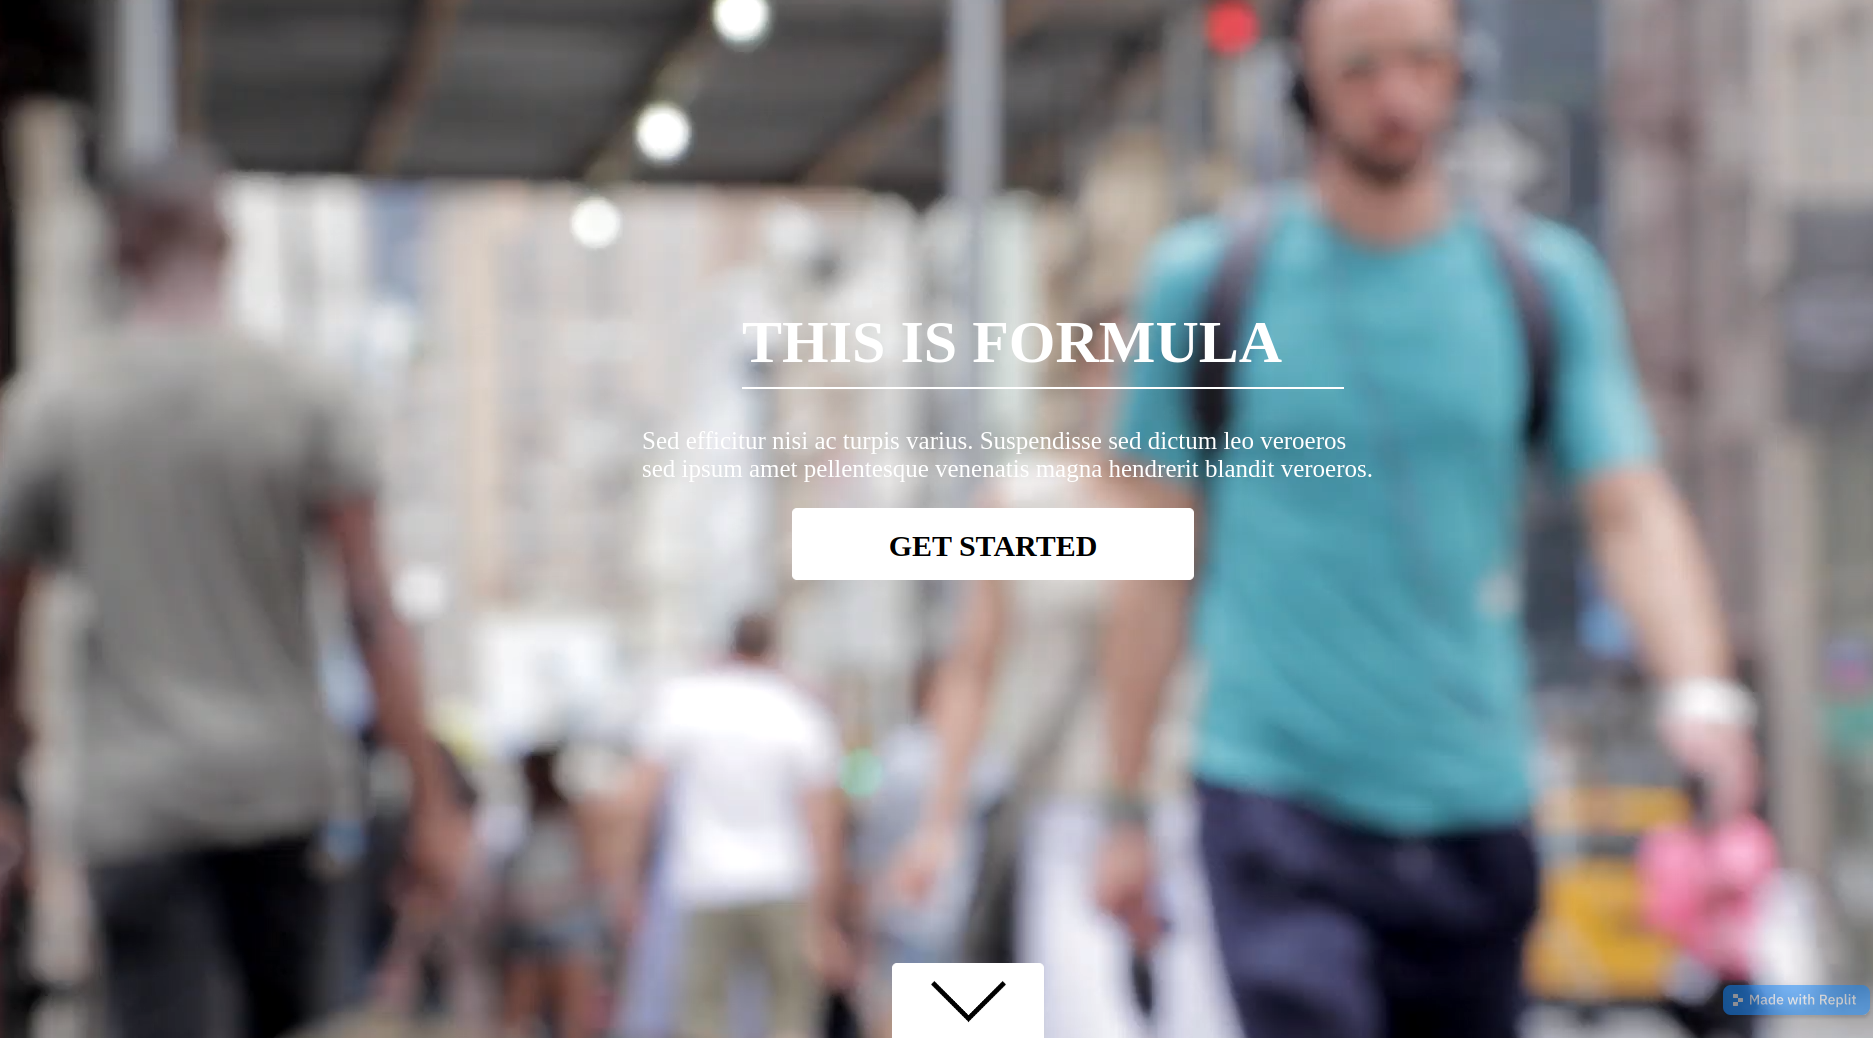 THIS IS FORMULA
Sed efficitur nisi ac turpis varius. Suspendisse sed dictum leo veroeros
sed ipsum amet pellentesque venenatis magna hendrerit blandit veroeros.
GET STARTED
Made with Replit